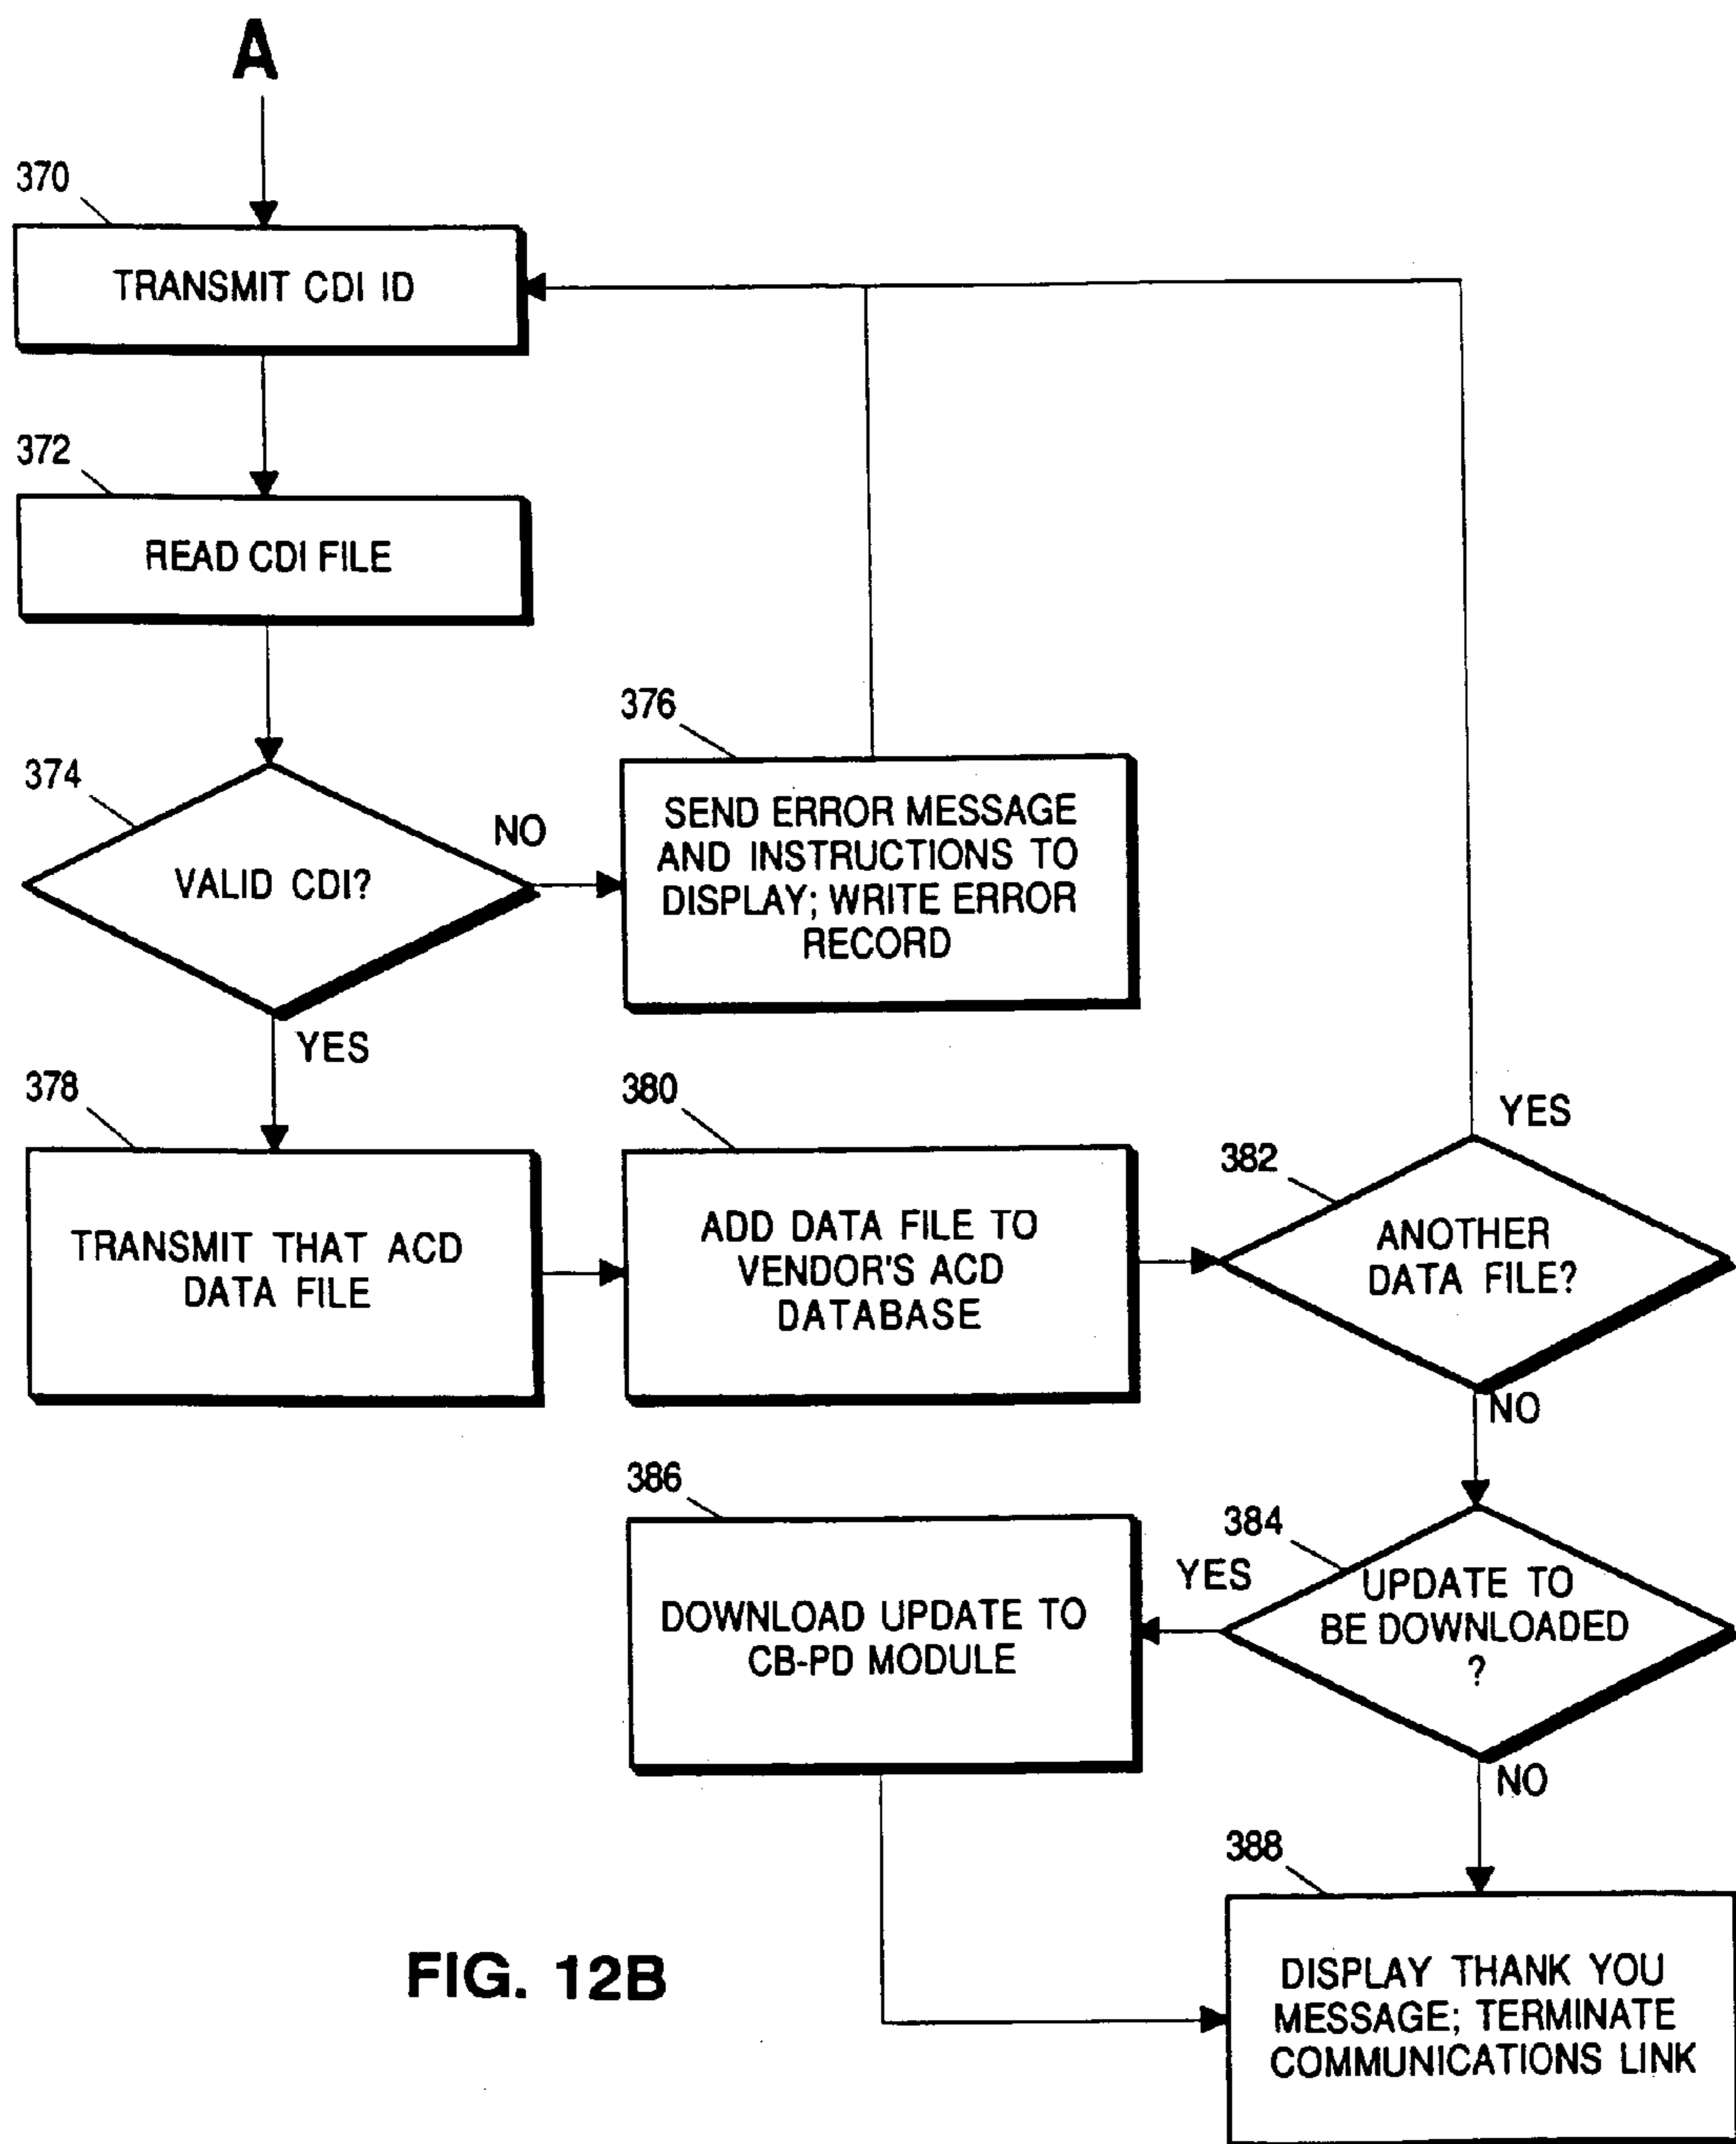 A
370
TRANSMIT CDI ID
372
READ CDI FILE
374
VALID CDI?
NO
YES
376
SEND ERROR MESSAGE
AND INSTRUCTIONS TO
DISPLAY; WRITE ERROR
RECORD
378
TRANSMIT THAT ACD
DATA FILE
380
ADD DATA FILE TO
VENDOR'S ACD
DATABASE
382
ANOTHER
DATA FILE?
YES
NO
384
UPDATE TO
BE DOWNLOADED
?
YES
NO
386
DOWNLOAD UPDATE TO
CB-PD MODULE
388
DISPLAY THANK YOU
MESSAGE; TERMINATE
COMMUNICATIONS LINK
FIG. 12B